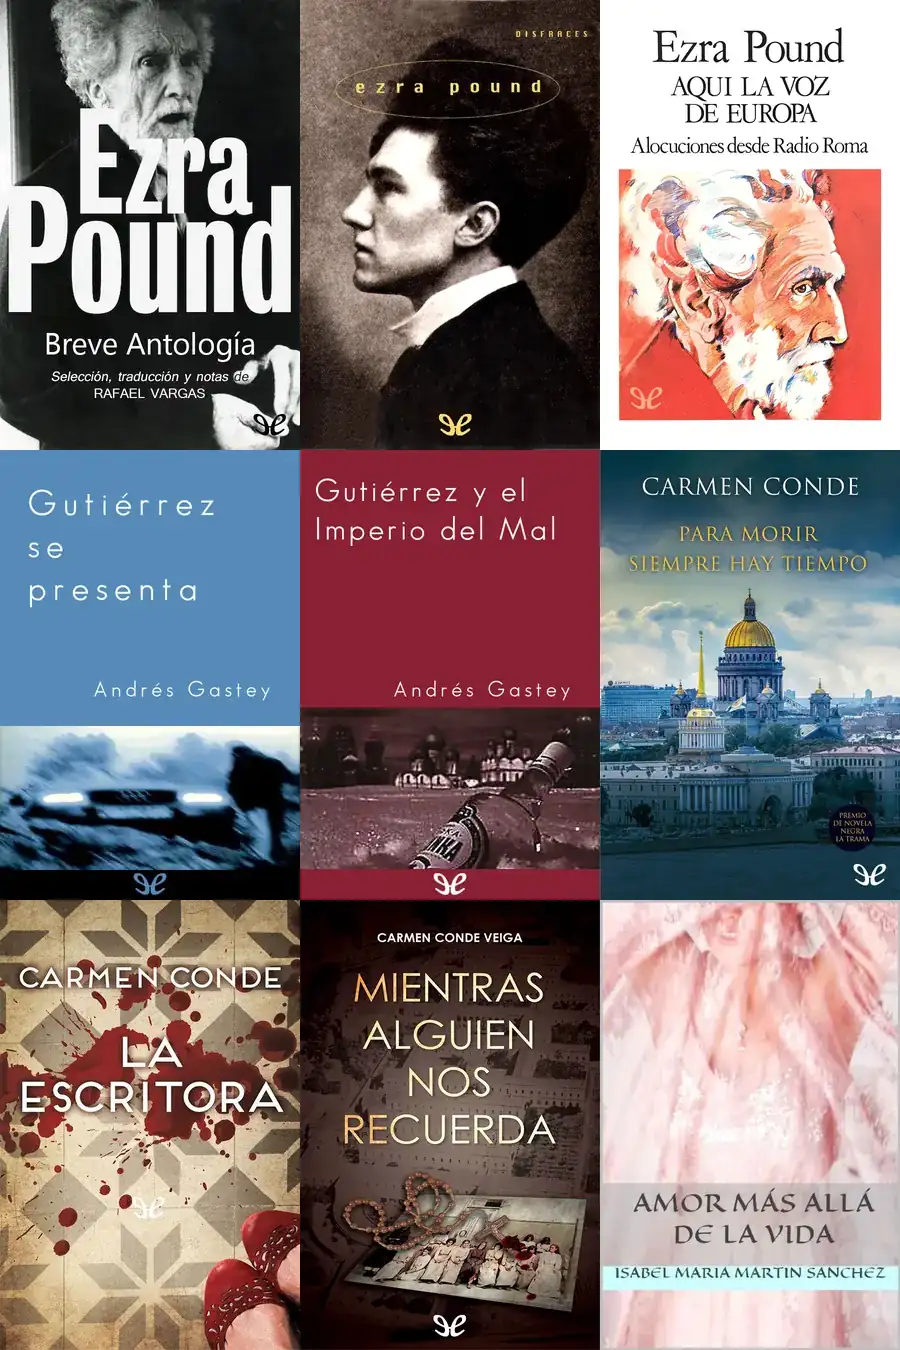 Ezra
Pound
Breve Antología
Selección, traducción y notas de
RAFAEL VARGAS
DISFRACES
ezra pound
Ezra Pound
AQUI LA VOZ
DE EUROPA
Alocuciones desde Radio Roma
Gutiérrez
se
presenta
Andrés Gastey
Gutiérrez y el
Imperio del Mal
Andrés Gastey
CARMEN CONDE
PARA MORIR
SIEMPRE HAY TIEMPO
PREMIO
DE NOVELA
NEGRA
LA TRAMA
CARMEN CONDE
LA
ESCRITORA
CARMEN CONDE VEIGA
MIENTRAS
ALGUIEN
NOS
RECUERDA
AMOR MÁS ALLÁ
DE LA VIDA
ISABEL MARIA MARTIN SANCHEZ